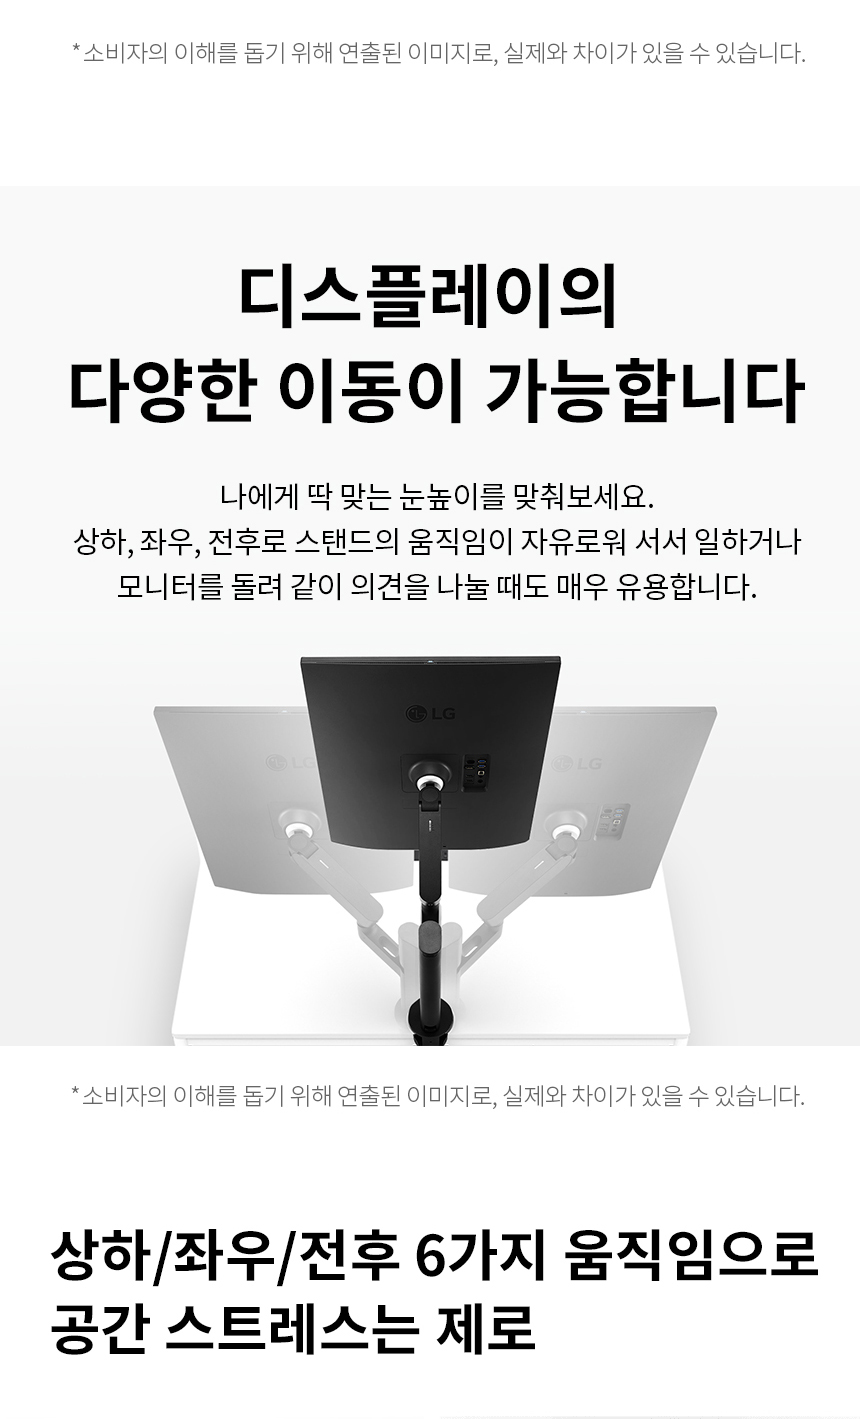 * 소비자의 이해를 돕기 위해 연출된 이미지로, 실제와 차이가 있을 수 있습니다.
디스플레이의
다양한 이동이 가능합니다
나에게 딱 맞는 눈높이를 맞춰보세요.
상하, 좌우, 전후로 스탠드의 움직임이 자유로워 서서 일하거나
모니터를 돌려 같이 의견을 나눌 때도 매우 유용합니다.
LG
LG
LG
* 소비자의 이해를 돕기 위해 연출된 이미지로, 실제와 차이가 있을 수 있습니다.
상하/좌우/전후 6가지 움직임으로
공간 스트레스는 제로